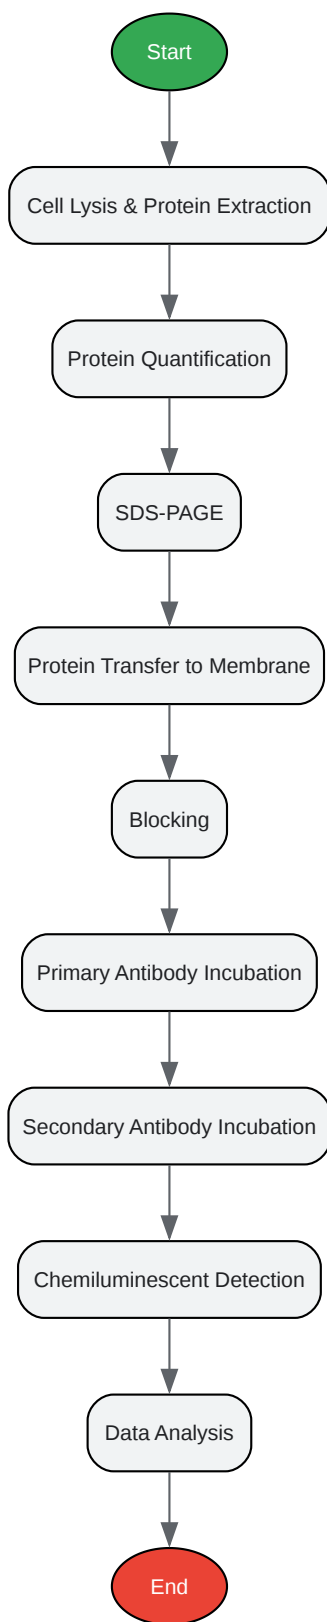 Start
Cell Lysis & Protein Extraction
Protein Quantification
SDS-PAGE
Protein Transfer to Membrane
Blocking
Primary Antibody Incubation
Secondary Antibody Incubation
Chemiluminescent Detection
Data Analysis
End